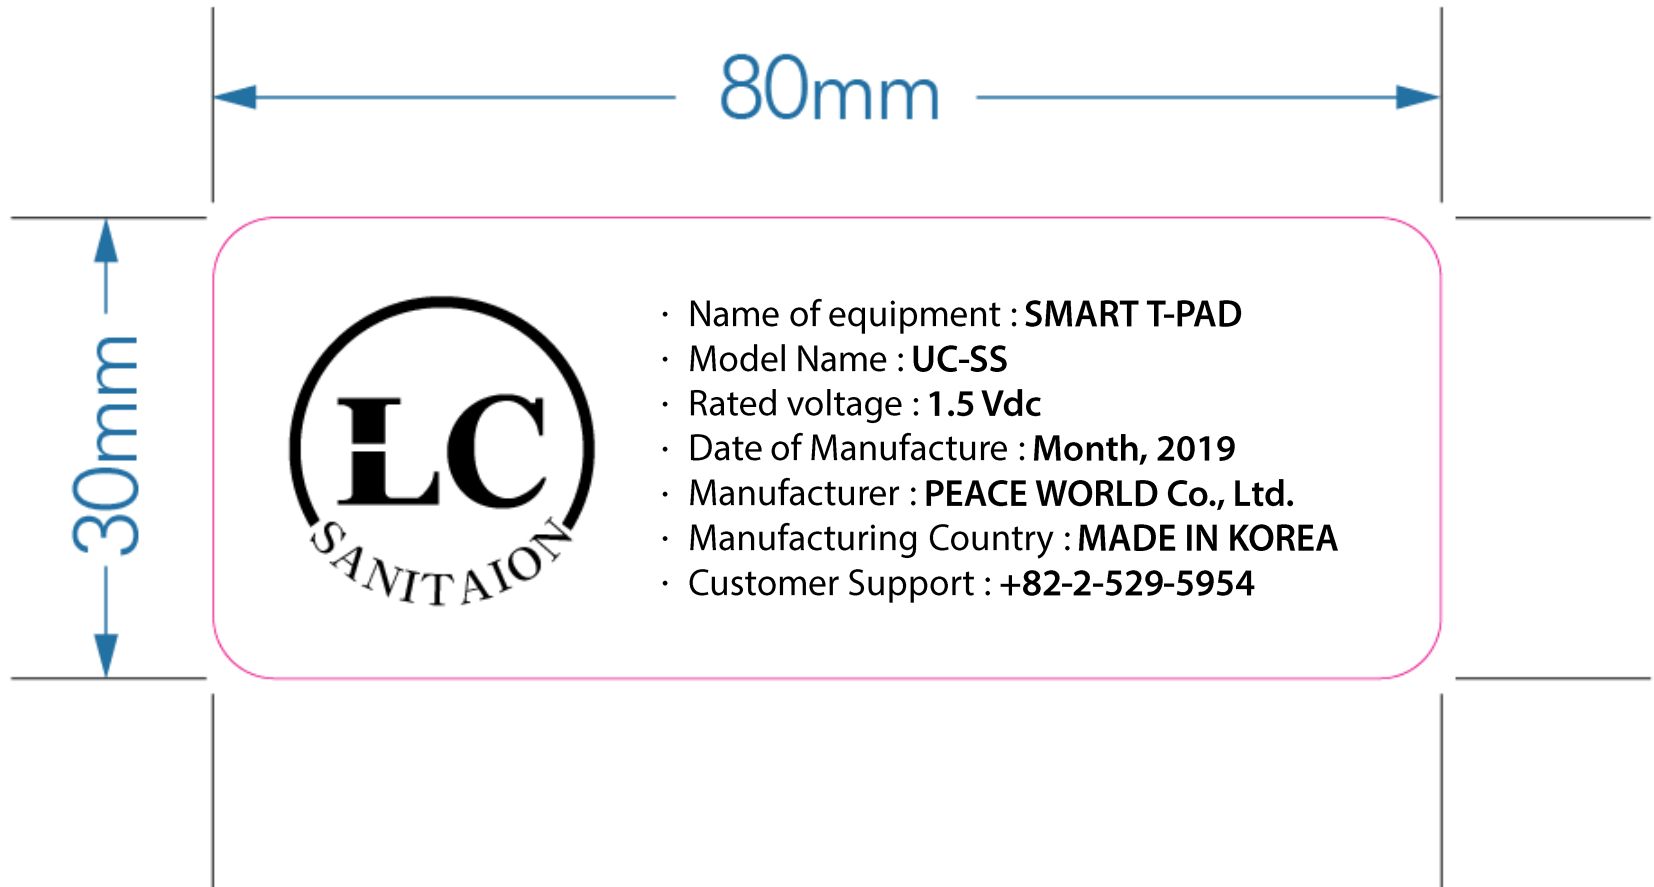 80mm
30mm
LC
SANITAION
· Name of equipment : SMART T-PAD
· Model Name : UC-SS
· Rated voltage : 1.5 Vdc
· Date of Manufacture : Month, 2019
· Manufacturer : PEACE WORLD Co., Ltd.
· Manufacturing Country : MADE IN KOREA
· Customer Support : +82-2-529-5954